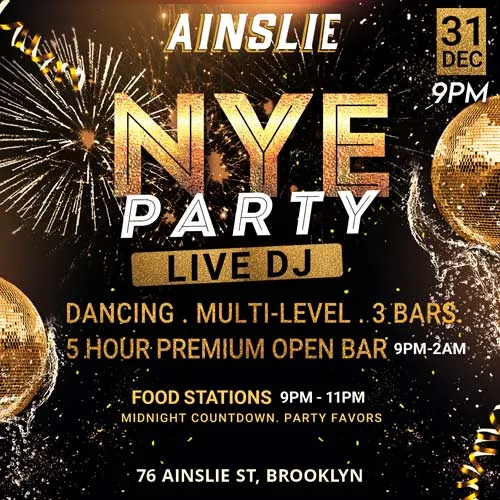 AINSLIE
31
DEC
9PM
NYE
PARTY
LIVE DJ
DANCING . MULTI-LEVEL . 3 BARS.
5 HOUR PREMIUM OPEN BAR 9PM-2AM
FOOD STATIONS 9PM - 11PM
MIDNIGHT COUNTDOWN. PARTY FAVORS
76 AINSLIE ST, BROOKLYN